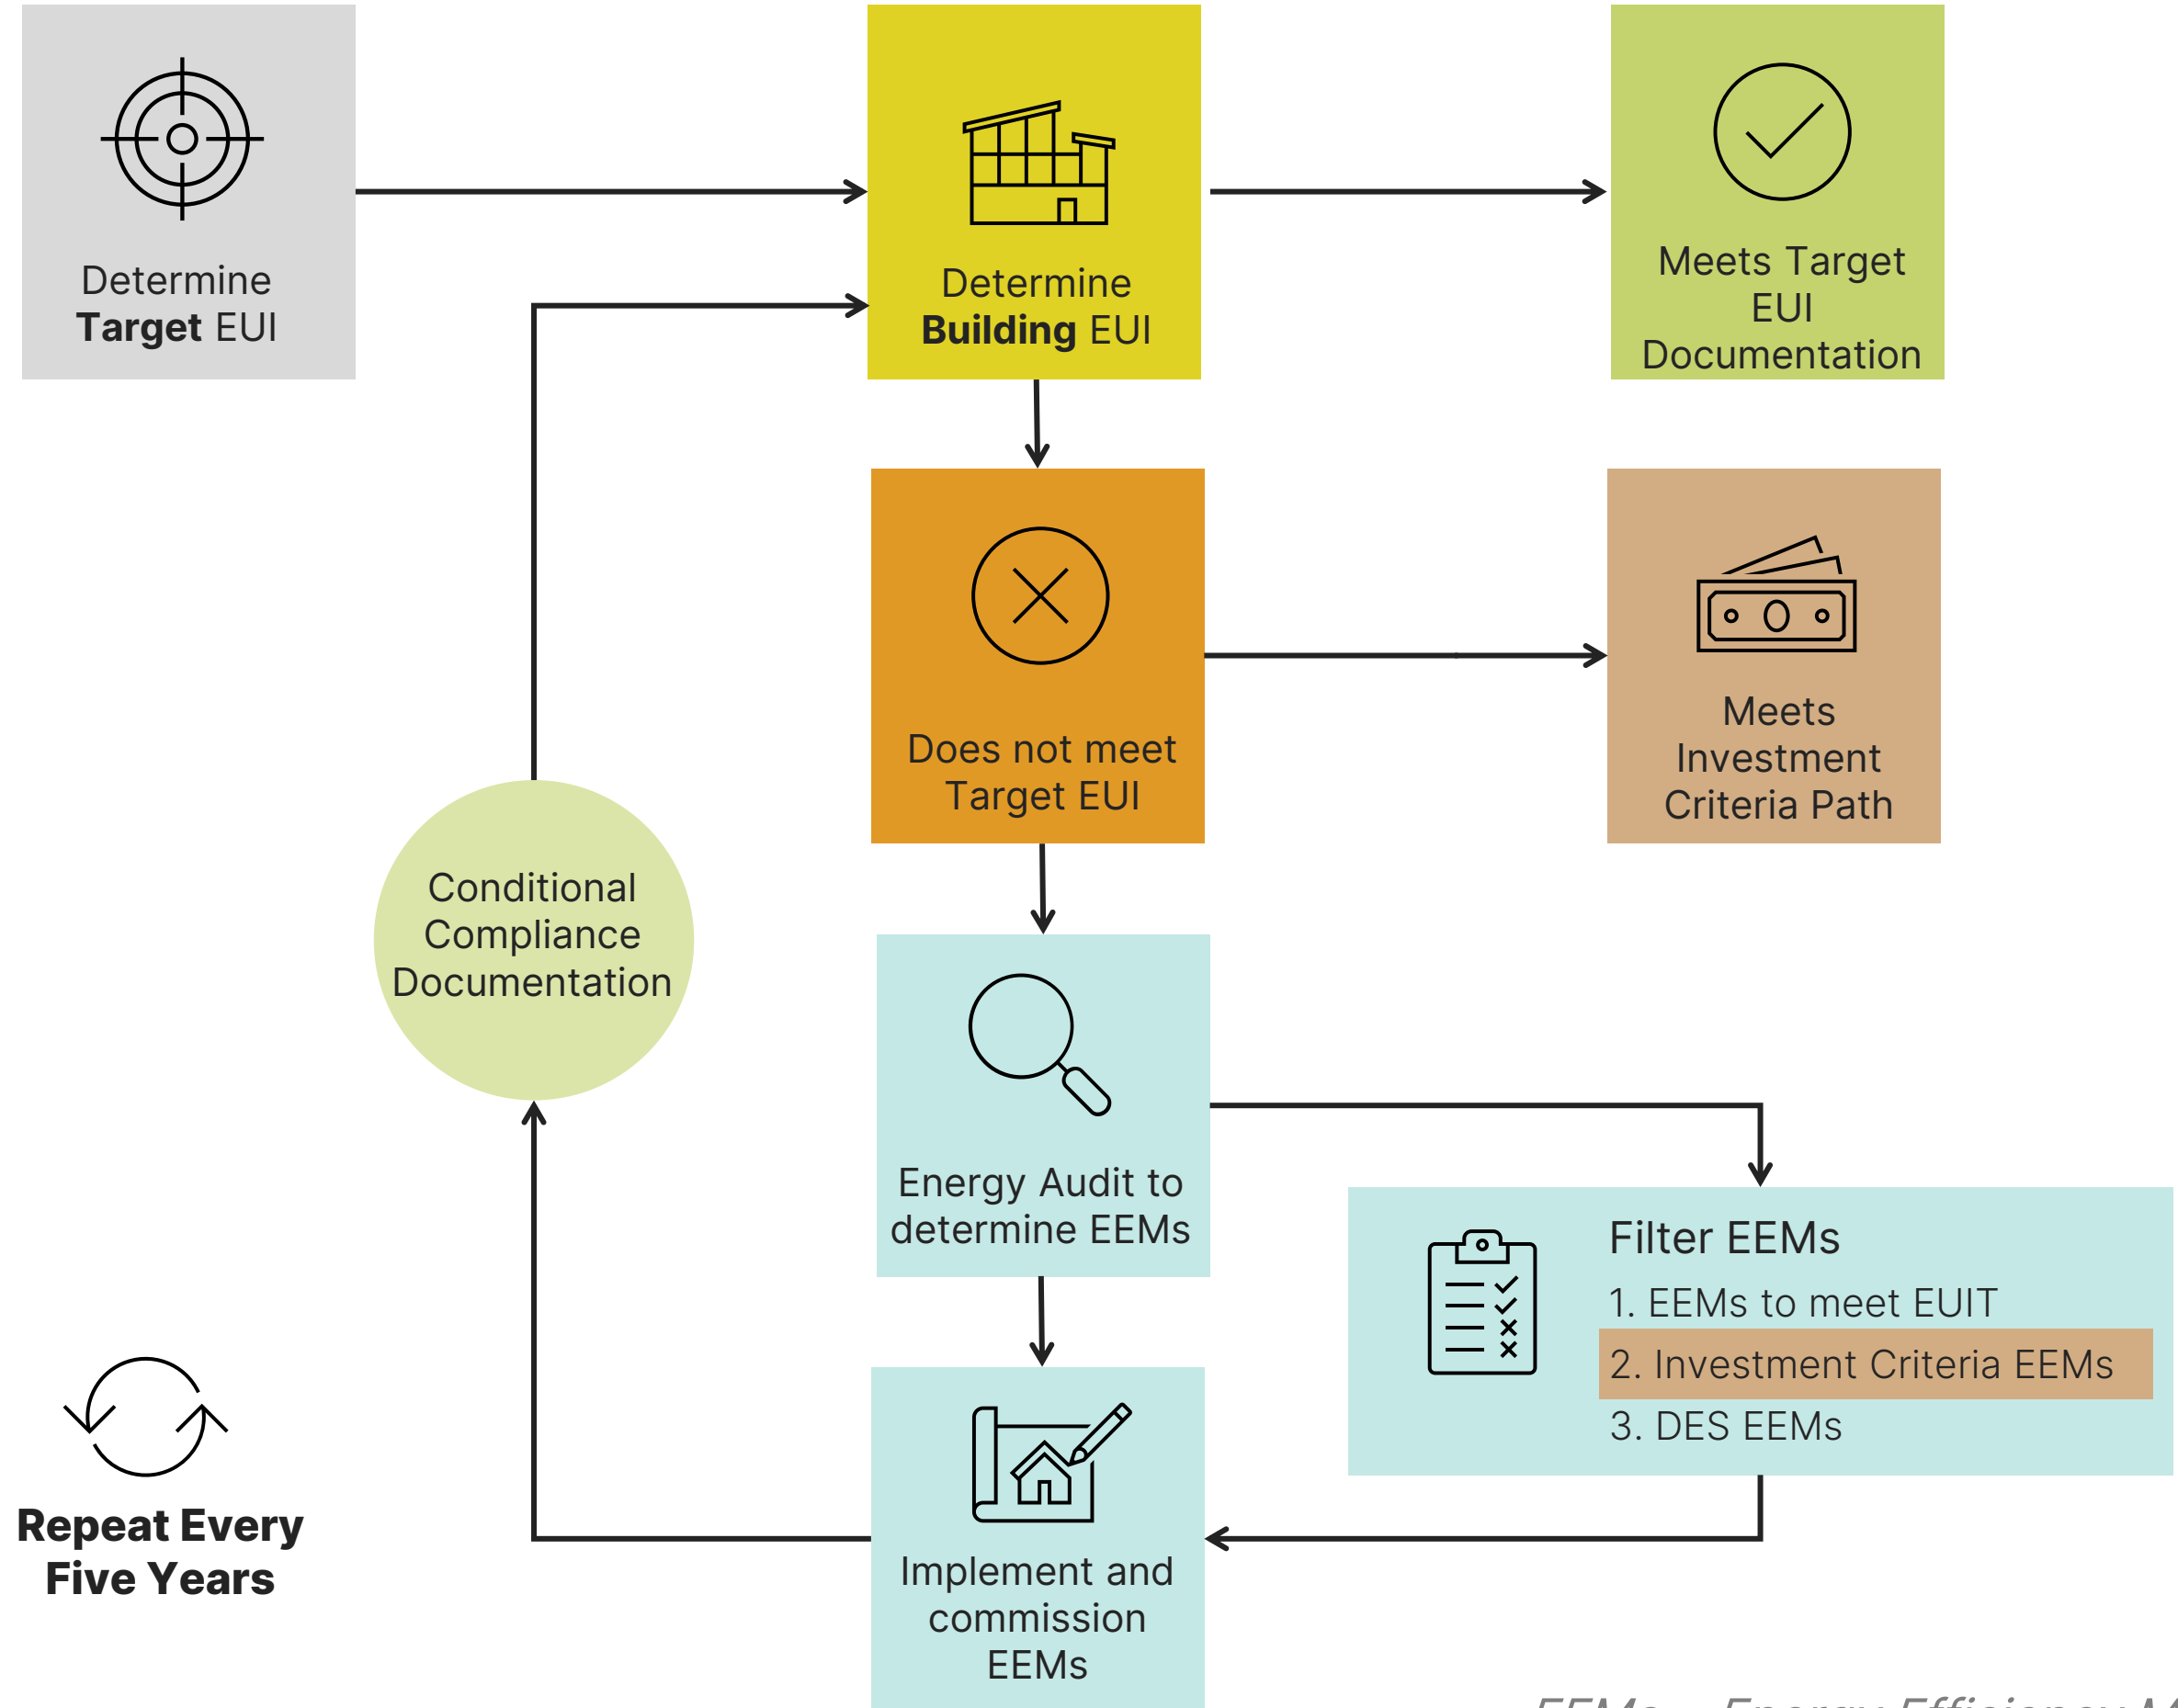 Determine
Target EUI
Determine
Building EUI
Meets Target
EUI
Documentation
Does not meet
Target EUI
Meets
Investment
Criteria Path
Conditional
Compliance
Documentation
Energy Audit to
determine EEMs
Filter EEMs
1. EEMs to meet EUIT
2. Investment Criteria EEMs
3. DES EEMs
Implement and
commission
EEMs
Repeat Every
Five Years